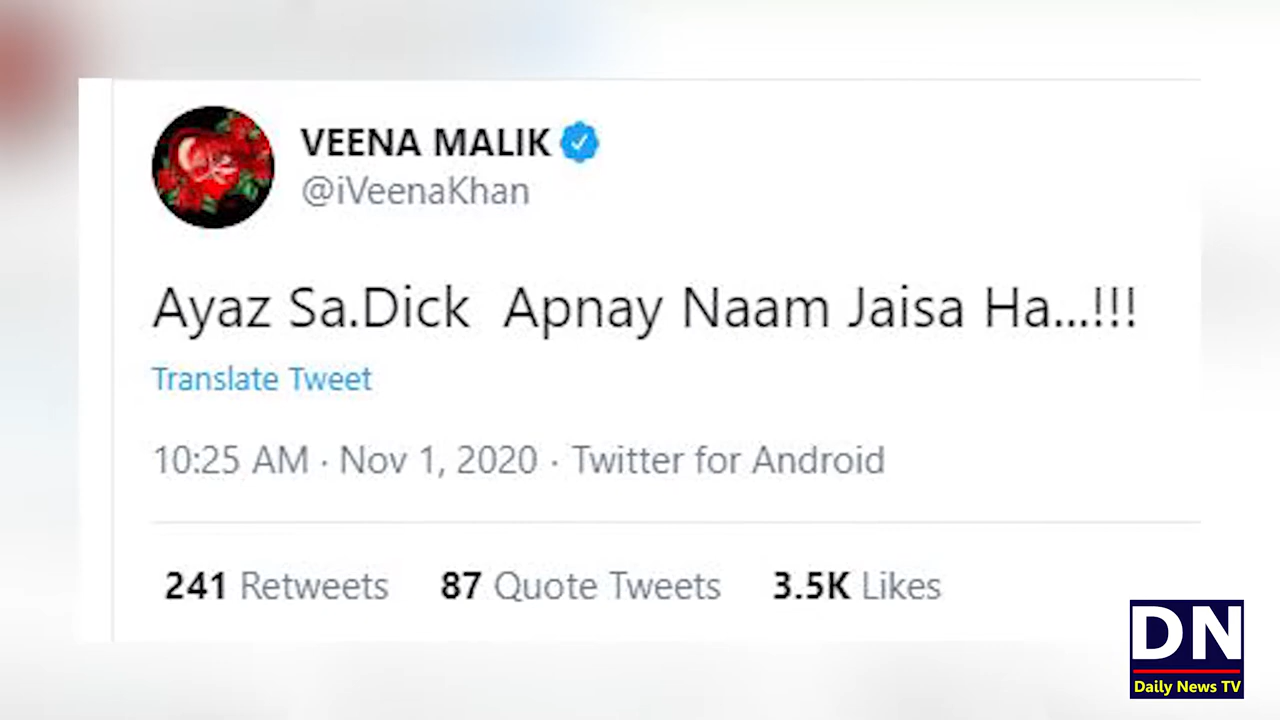 VEENA MALIK
@iVeenaKhan
Ayaz Sa.Dick Apnay Naam Jaisa Ha...!!!
Translate Tweet
10:25 AM · Nov 1, 2020 · Twitter for Android
241 Retweets 87 Quote Tweets 3.5K Likes
DN
Daily News TV